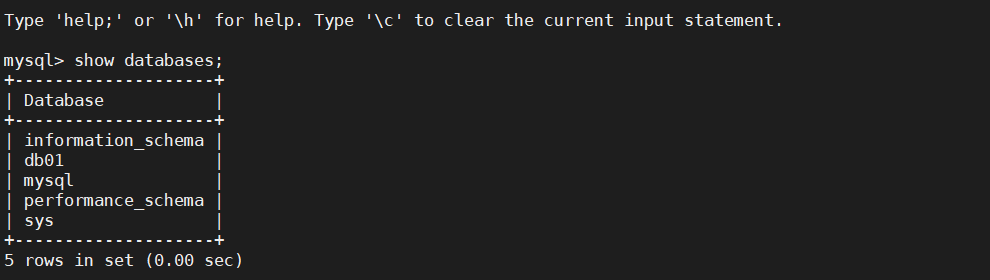 Type 'help;' or '\h' for help. Type '\c' to clear the current input statement.

mysql> show databases;
+--------------------+
| Database           |
+--------------------+
| information_schema |
| db01               |
| mysql              |
| performance_schema |
| sys                |
+--------------------+
5 rows in set (0.00 sec)